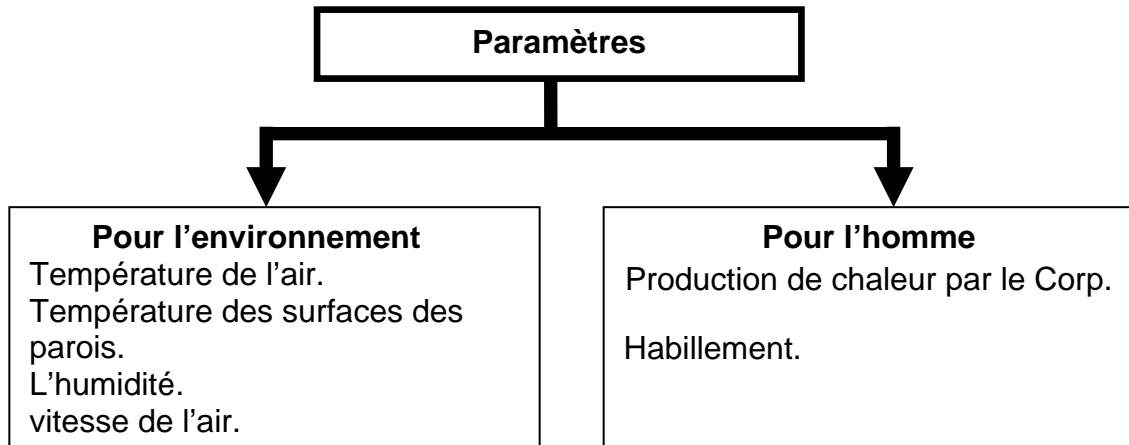 Paramètres
Pour l’environnement
Température de l’air.
Température des surfaces des
parois.
L’humidité.
vitesse de l’air.
Pour l’homme
Production de chaleur par le Corp.
Habillement.